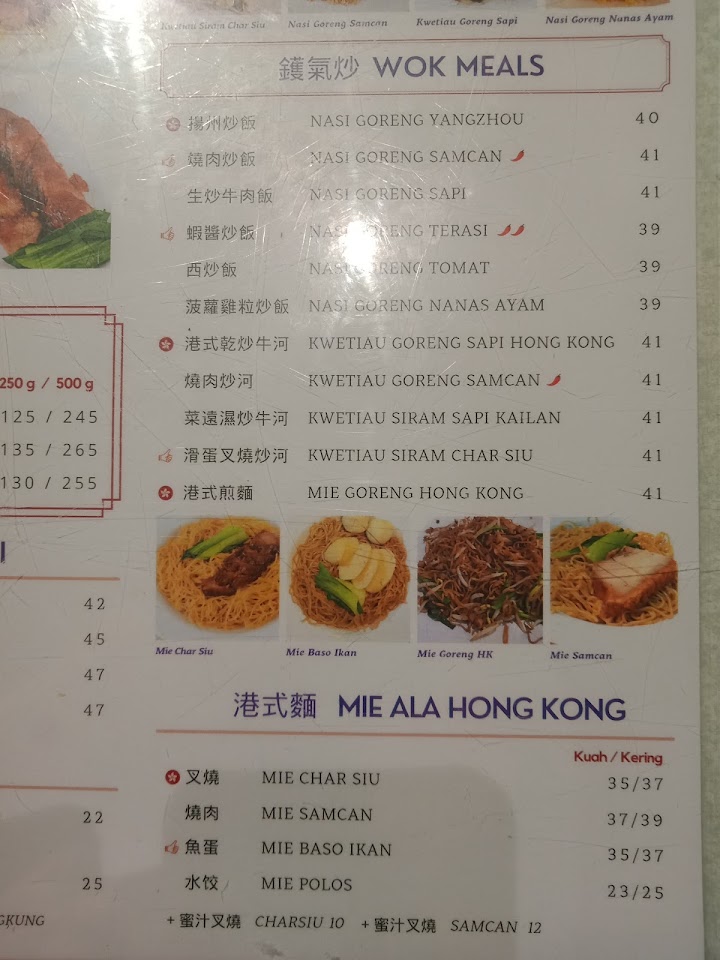 Kwetiau Siram Char Siu
Nasi Goreng Samcan
Kwetiau Goreng Sapi
Nasi Goreng Nanas Ayam
鑊氣炒 WOK MEALS
揚州炒飯 NASI GORENG YANGZHOU 40
燒肉炒飯 NASI GORENG SAMCAN 41
生炒牛肉飯 NASI GORENG SAPI 41
蝦醬炒飯 NASI GORENG TERASI 39
西炒飯 NASI GORENG TOMAT 39
菠蘿雞粒炒飯 NASI GORENG NANAS AYAM 39
港式乾炒牛河 KWETIAU GORENG SAPI HONG KONG 41
燒肉炒河 KWETIAU GORENG SAMCAN 41
菜遠濕炒牛河 KWETIAU SIRAM SAPI KAILAN 41
滑蛋叉燒炒河 KWETIAU SIRAM CHAR SIU 41
港式煎麵 MIE GORENG HONG KONG 41
Mie Char Siu
Mie Baso Ikan
Mie Goreng HK
Mie Samcan
港式麵 MIE ALA HONG KONG
Kuah / Kering
叉燒 MIE CHAR SIU 35/37
燒肉 MIE SAMCAN 37/39
魚蛋 MIE BASO IKAN 35/37
水饺 MIE POLOS 23/25
+ 蜜汁叉燒 CHARSIU 10 + 蜜汁叉燒 SAMCAN 12
250 g / 500 g
125 / 245
135 / 265
130 / 255
42
45
47
47
22
25
GKUNG